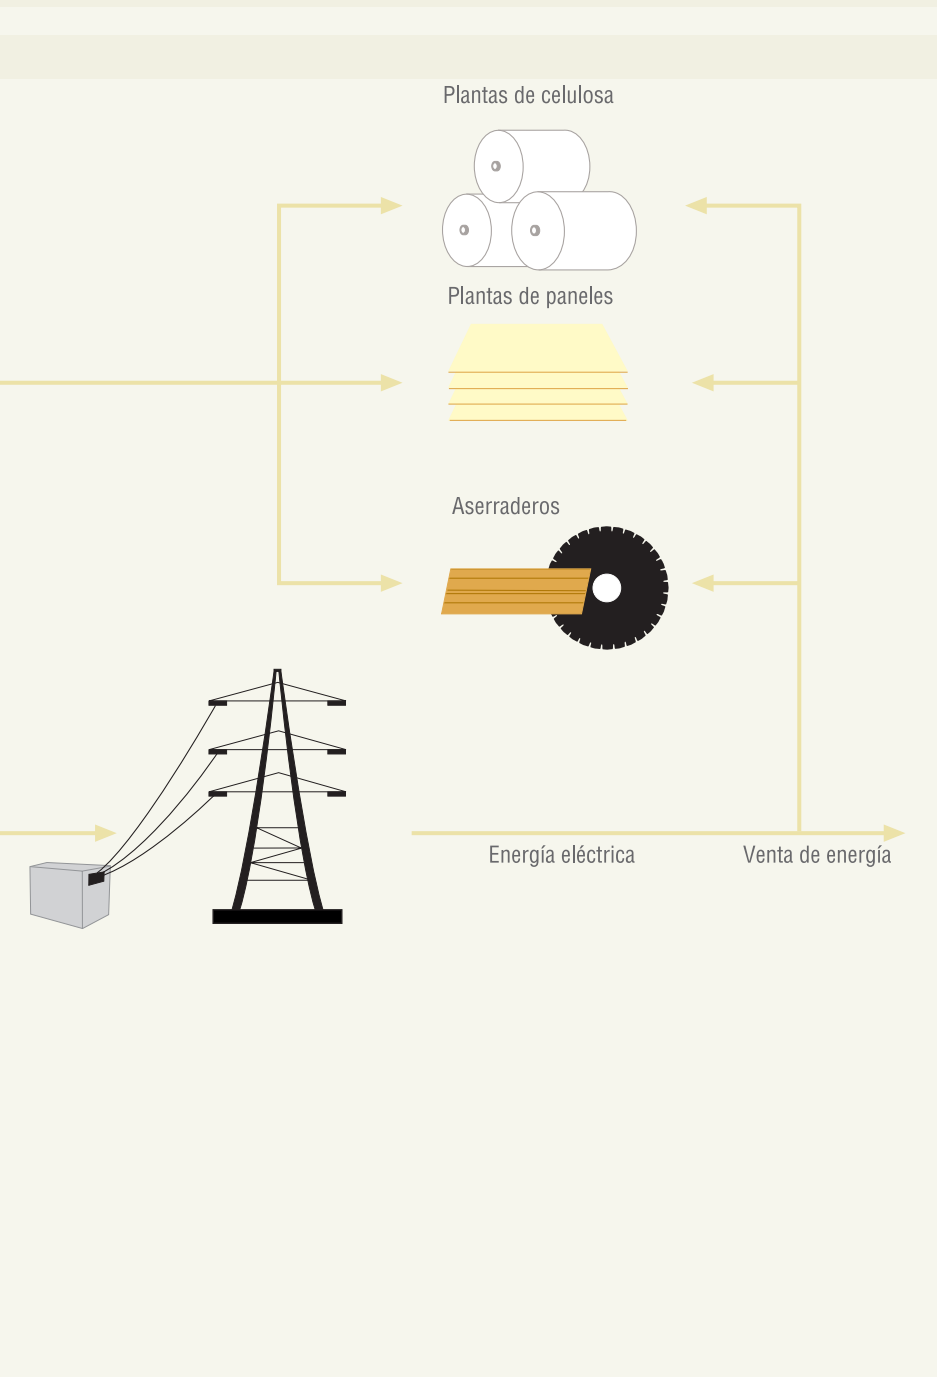 Plantas de celulosa
Plantas de paneles
Aserraderos
Energía eléctrica
Venta de energía